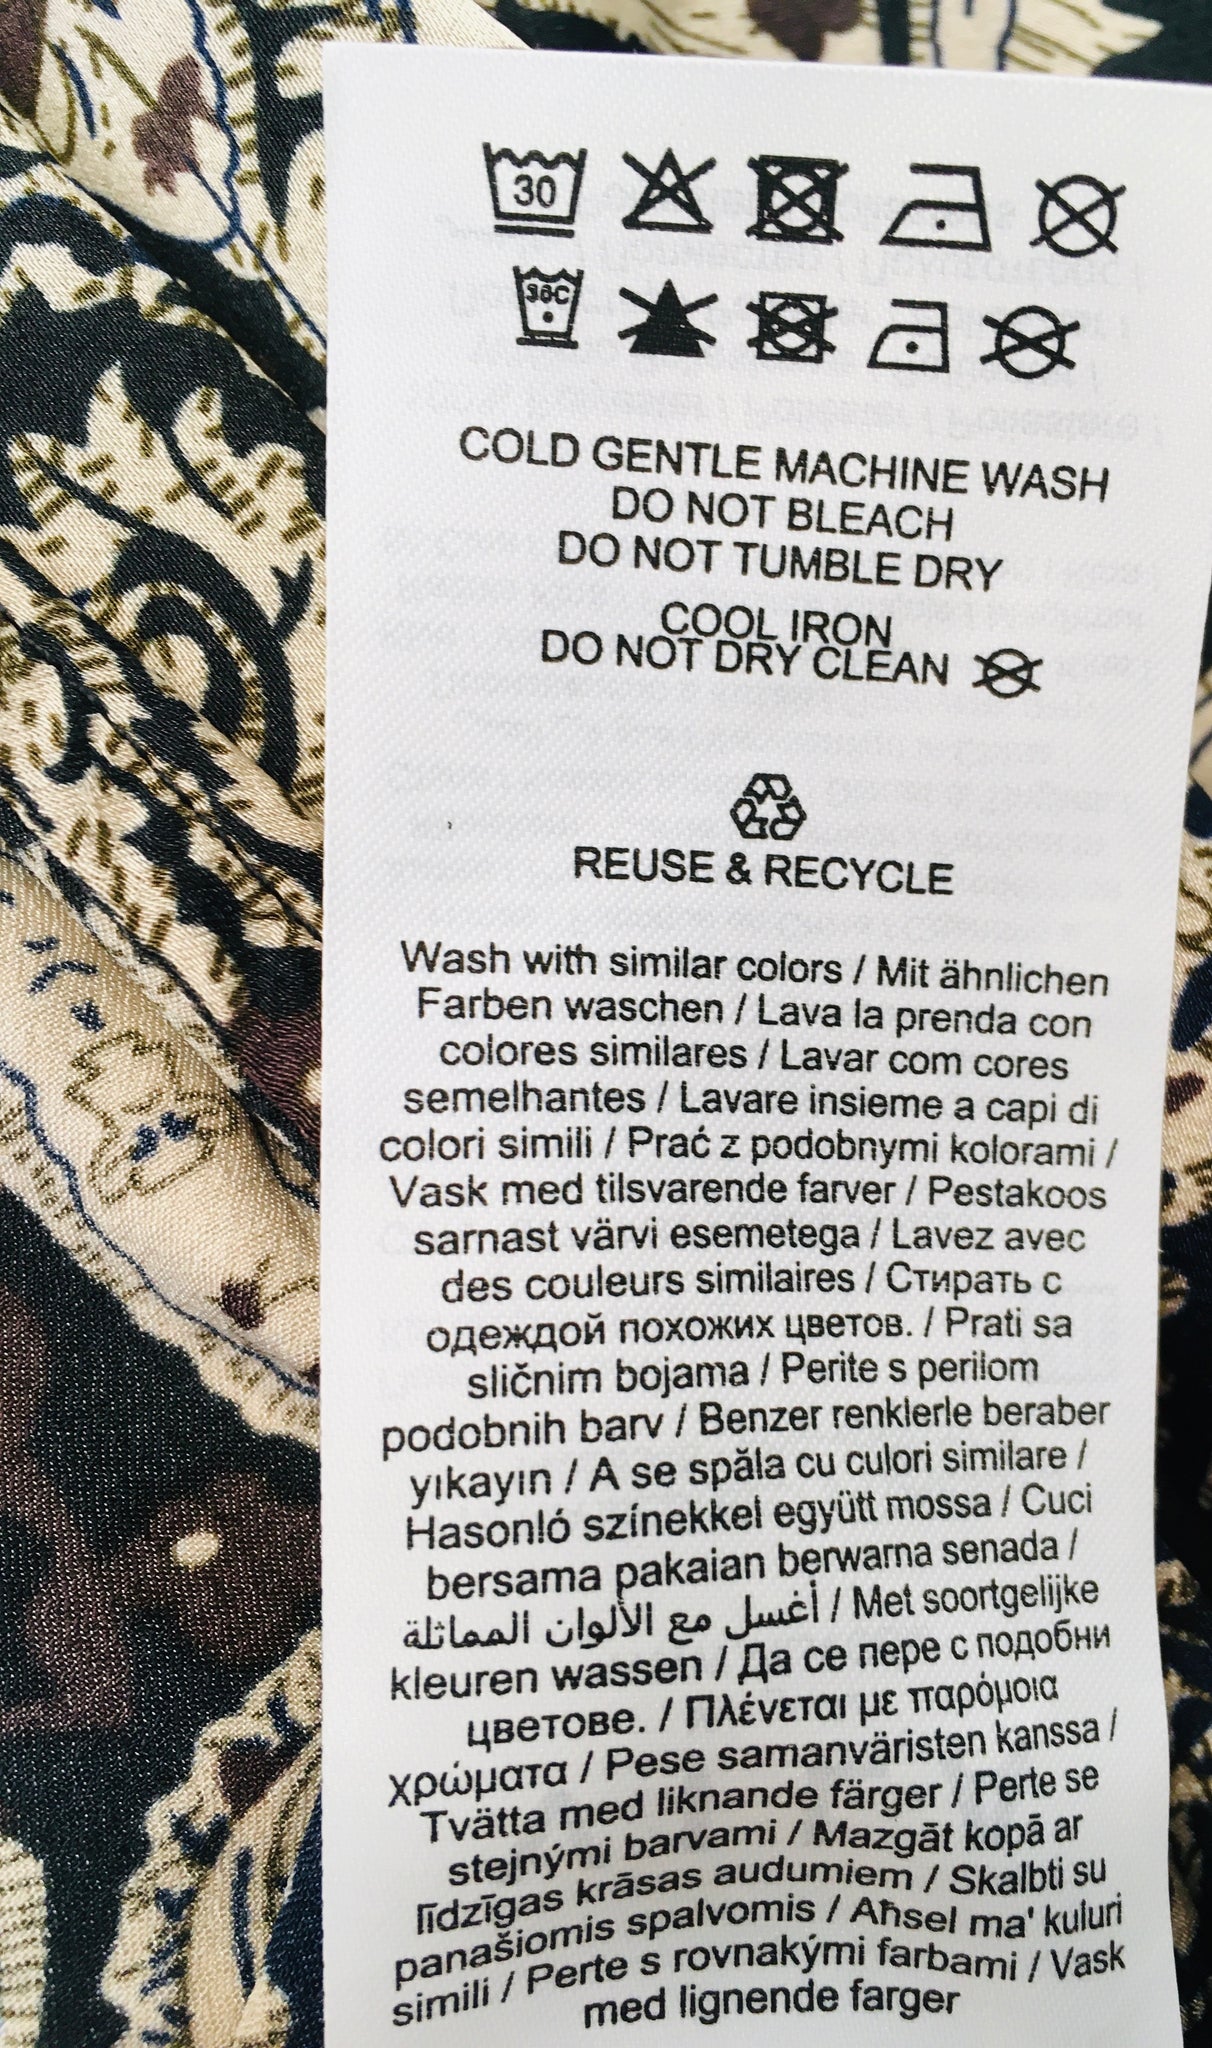 30
30C
COLD GENTLE MACHINE WASH
DO NOT BLEACH
DO NOT TUMBLE DRY
COOL IRON
DO NOT DRY CLEAN
REUSE & RECYCLE
Wash with similar colors / Mit ähnlichen
Farben waschen / Lava la prenda con
colores similares / Lavar com cores
semelhantes / Lavare insieme a capi di
colori simili / Prać z podobnymi kolorami /
Vask med tilsvarende farver / Pestakoos
sarnast värvi esemetega / Lavez avec
des couleurs similaires / Стирать с
одеждой похожих цветов. / Prati sa
sličnim bojama / Perite s perilom
podobnih barv / Benzer renklerle beraber
yıkayın / A se spăla cu culori similare /
Hasonló színekkel együtt mossa / Cuci
bersama pakaian berwarna senada /
أغسل مع الألوان المماثلة / Met soortgelijke
kleuren wassen / Да се пере с подобни
цветове. / Πλένεται με παρόμοια
χρώματα / Pese samanväristen kanssa /
Tvätta med liknande färger / Perte se
stejnými barvami / Mazgāt kopā ar
līdzīgas krāsas audumiem / Skalbti su
panašiomis spalvomis / Aħsel ma' kuluri
simili / Perte s rovnakými farbami / Vask
med lignende farger